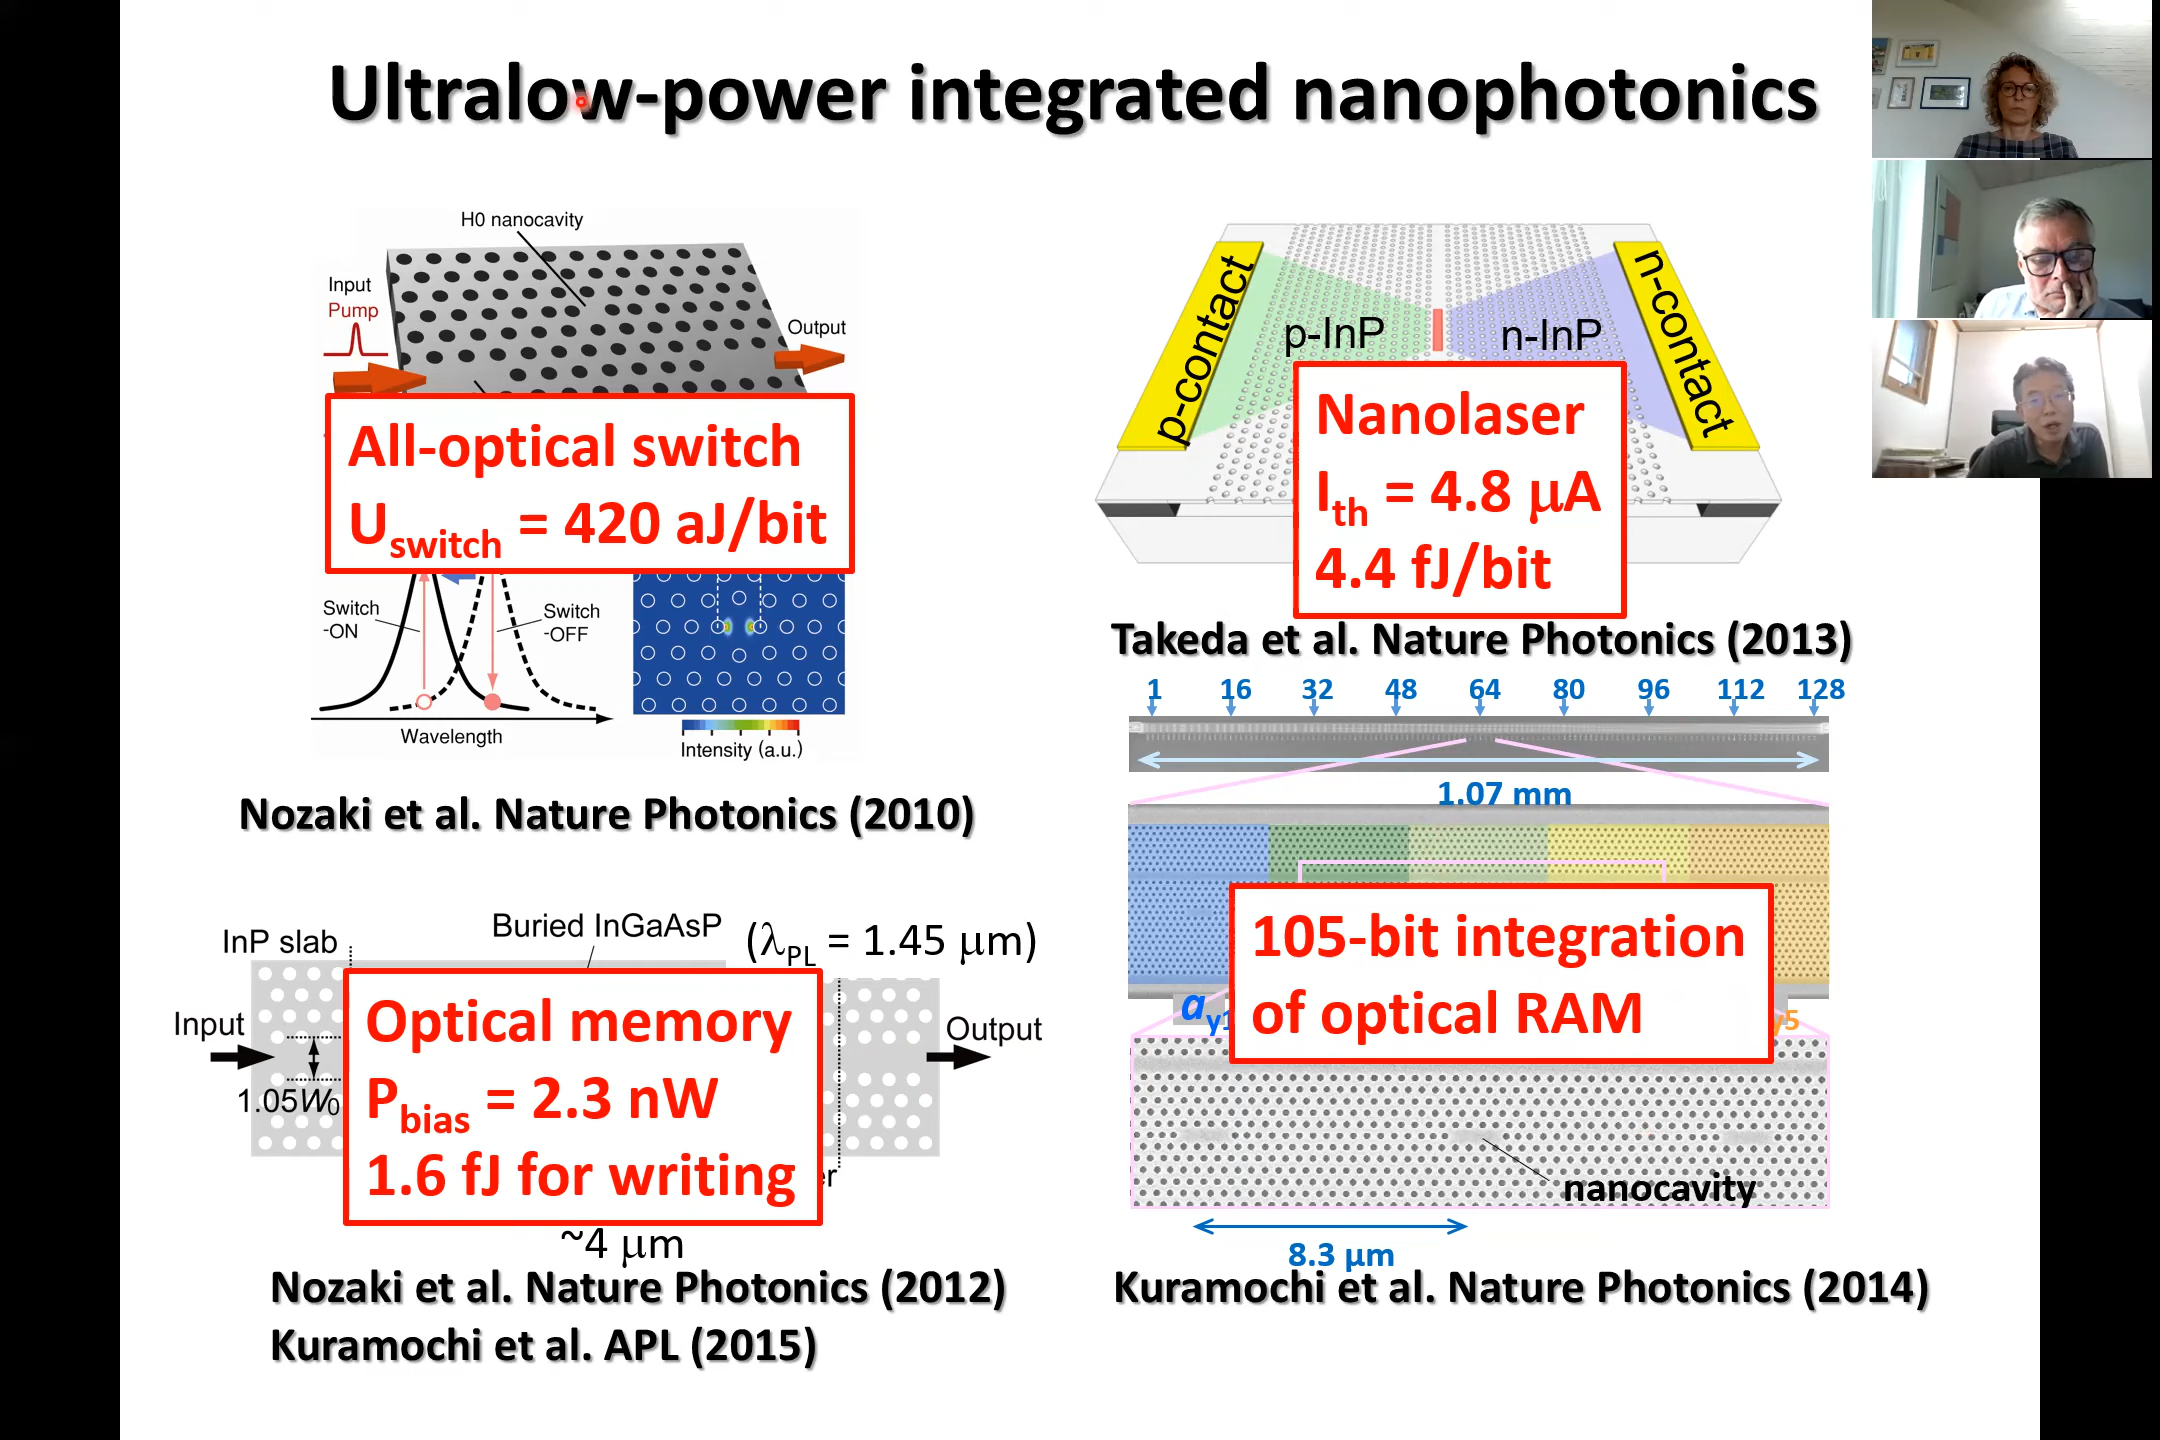 Ultralow-power integrated nanophotonics
H0 nanocavity
Input
Pump
Output
All-optical switch
U_switch = 420 aJ/bit
Switch
-ON
Switch
-OFF
Wavelength
Intensity (a.u.)
Nozaki et al. Nature Photonics (2010)
p-contact
p-InP
n-InP
n-contact
Nanolaser
I_th = 4.8 μA
4.4 fJ/bit
Takeda et al. Nature Photonics (2013)
InP slab
Buried InGaAsP
(λ_PL = 1.45 μm)
Input
Output
1.05W_0
Optical memory
P_bias = 2.3 nW
1.6 fJ for writing
~4 μm
Nozaki et al. Nature Photonics (2012)
Kuramochi et al. APL (2015)
1 16 32 48 64 80 96 112 128
1.07 mm
105-bit integration
of optical RAM
a_y1
y5
nanocavity
8.3 μm
Kuramochi et al. Nature Photonics (2014)